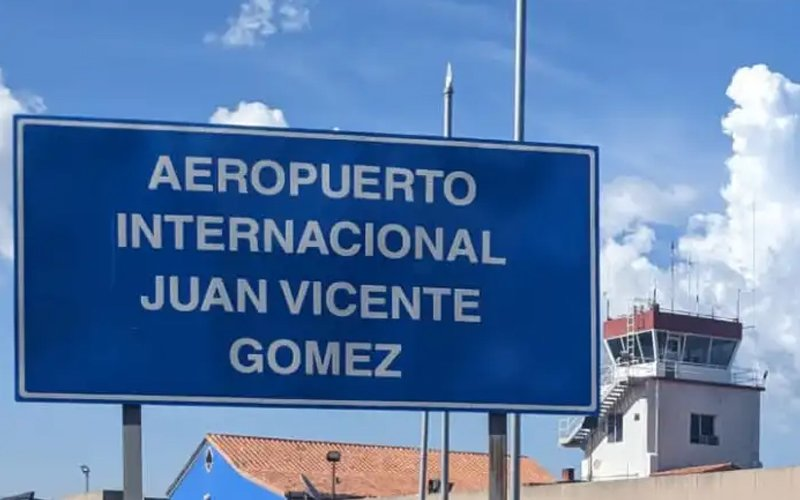 AEROPUERTO
INTERNACIONAL
JUAN VICENTE
GOMEZ